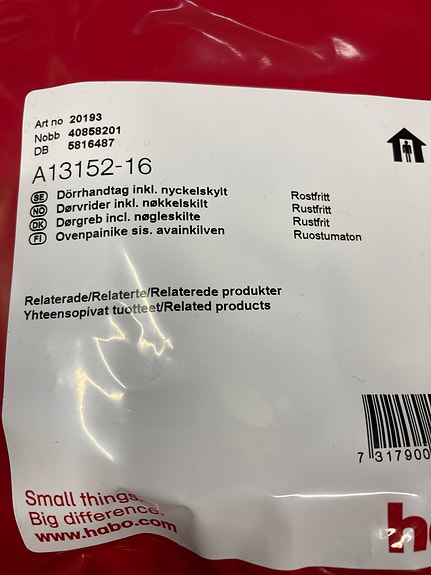 Art no 20193
Nobb 40858201
DB 5816487
A13152-16
SE Dörrhandtag inkl. nyckelskylt Rostfritt
NO Dørvrider inkl. nøkkelskilt Rustfritt
DK Dørgreb incl. nøgleskilte Rustfrit
FI Ovenpainike sis. avainkilven Ruostumaton
Relaterade/Relaterte/Relaterede produkter
Yhteensopivat tuotteet/Related products
7 317900
Small things.
Big difference.
www.habo.com